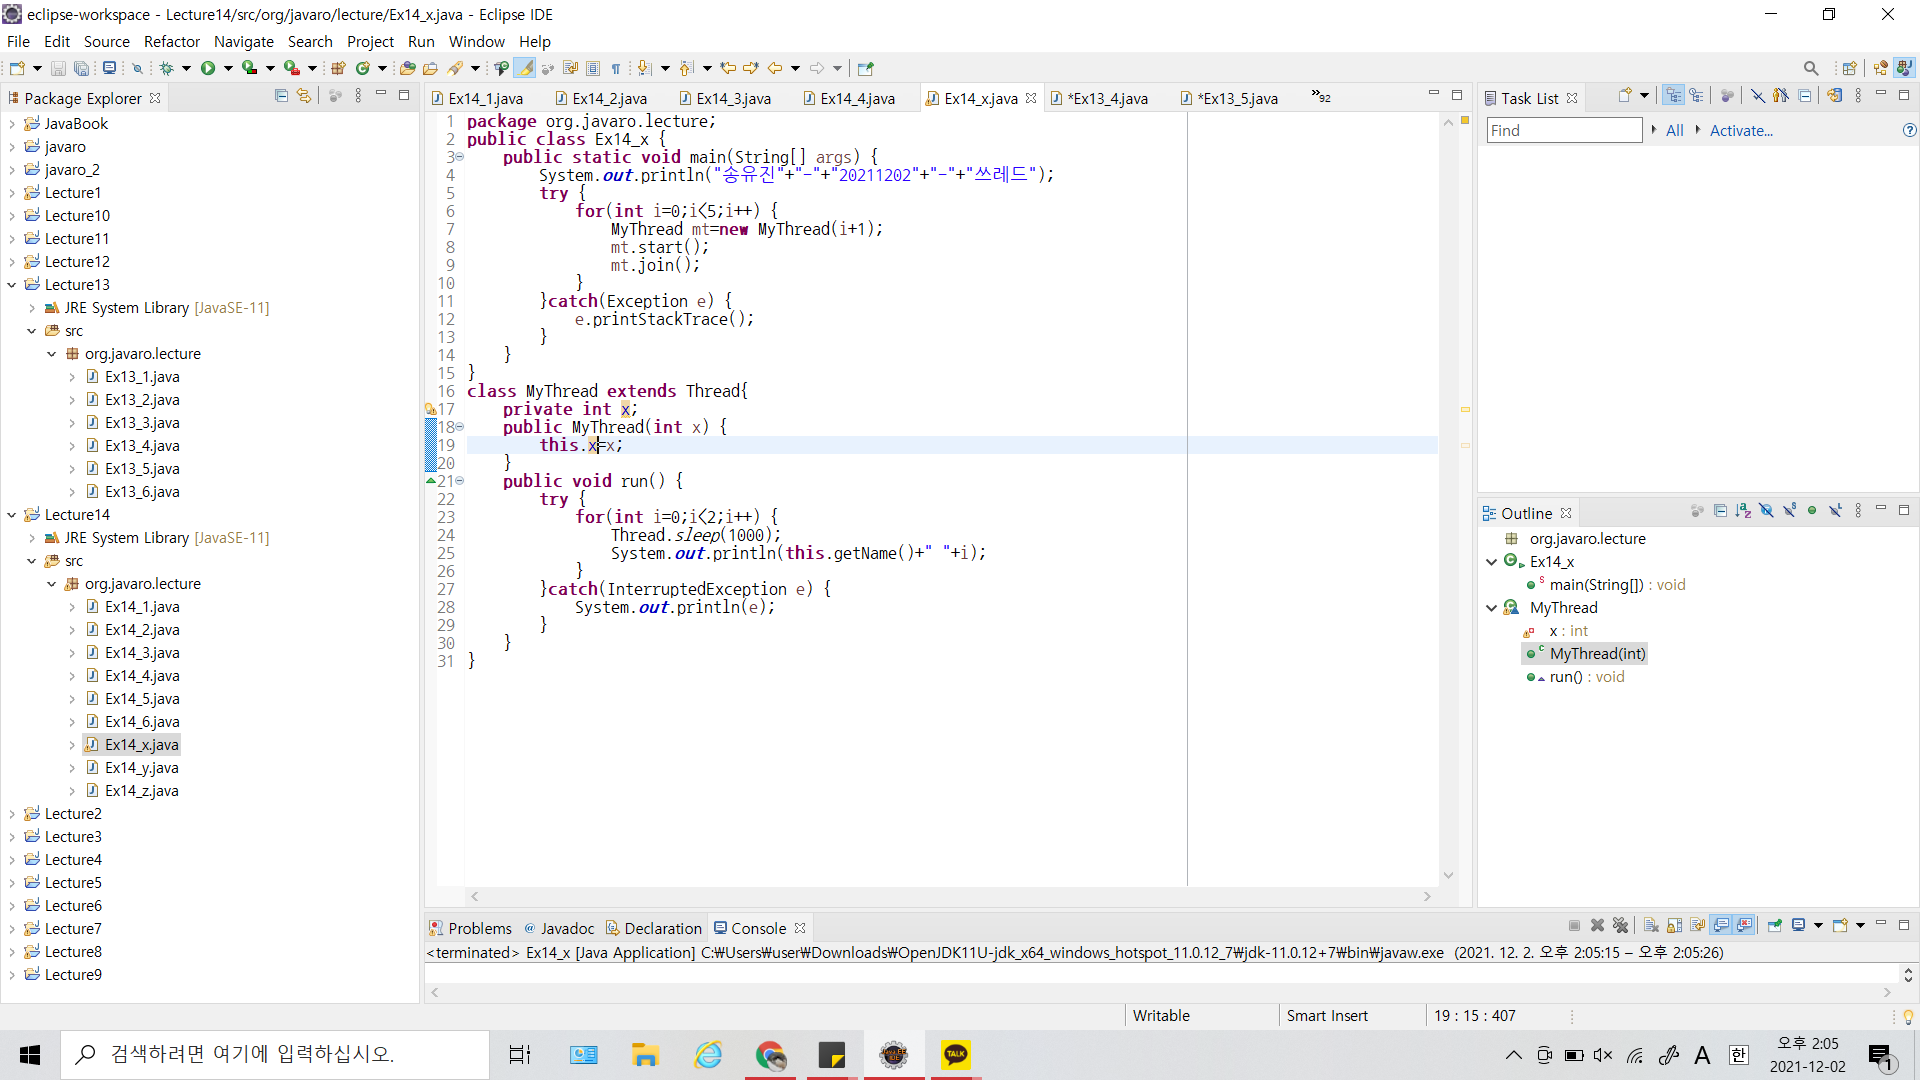 eclipse-workspace - Lecture14/src/org/javaro/lecture/Ex14_x.java - Eclipse IDE
File Edit Source Refactor Navigate Search Project Run Window Help
Package Explorer
JavaBook
javaro
javaro_2
Lecture1
Lecture10
Lecture11
Lecture12
Lecture13
JRE System Library [JavaSE-11]
src
org.javaro.lecture
Ex13_1.java
Ex13_2.java
Ex13_3.java
Ex13_4.java
Ex13_5.java
Ex13_6.java
Lecture14
JRE System Library [JavaSE-11]
src
org.javaro.lecture
Ex14_1.java
Ex14_2.java
Ex14_3.java
Ex14_4.java
Ex14_5.java
Ex14_6.java
Ex14_x.java
Ex14_y.java
Ex14_z.java
Lecture2
Lecture3
Lecture4
Lecture5
Lecture6
Lecture7
Lecture8
Lecture9
Ex14_1.java Ex14_2.java Ex14_3.java Ex14_4.java Ex14_x.java *Ex13_4.java *Ex13_5.java »92
1 package org.javaro.lecture;
2 public class Ex14_x {
3 public static void main(String[] args) {
4 System.out.println("송유진"+"-"+"20211202"+"-"+"쓰레드");
5 try {
6 for(int i=0;i<5;i++) {
7 MyThread mt=new MyThread(i+1);
8 mt.start();
9 mt.join();
10 }
11 }catch(Exception e) {
12 e.printStackTrace();
13 }
14 }
15 }
16 class MyThread extends Thread{
17 private int x;
18 public MyThread(int x) {
19 this.x=x;
20 }
21 public void run() {
22 try {
23 for(int i=0;i<2;i++) {
24 Thread.sleep(1000);
25 System.out.println(this.getName()+" "+i);
26 }
27 }catch(InterruptedException e) {
28 System.out.println(e);
29 }
30 }
31 }
Task List
Find All Activate...
Outline
org.javaro.lecture
Ex14_x
main(String[]) : void
MyThread
x : int
MyThread(int)
run() : void
Problems @ Javadoc Declaration Console
<terminated> Ex14_x [Java Application] C:₩Users₩user₩Downloads₩OpenJDK11U-jdk_x64_windows_hotspot_11.0.12_7₩jdk-11.0.12+7₩bin₩javaw.exe (2021. 12. 2. 오후 2:05:15 – 오후 2:05:26)
Writable Smart Insert 19 : 15 : 407
검색하려면 여기에 입력하십시오.
TALK
A 한
오후 2:05
2021-12-02
1